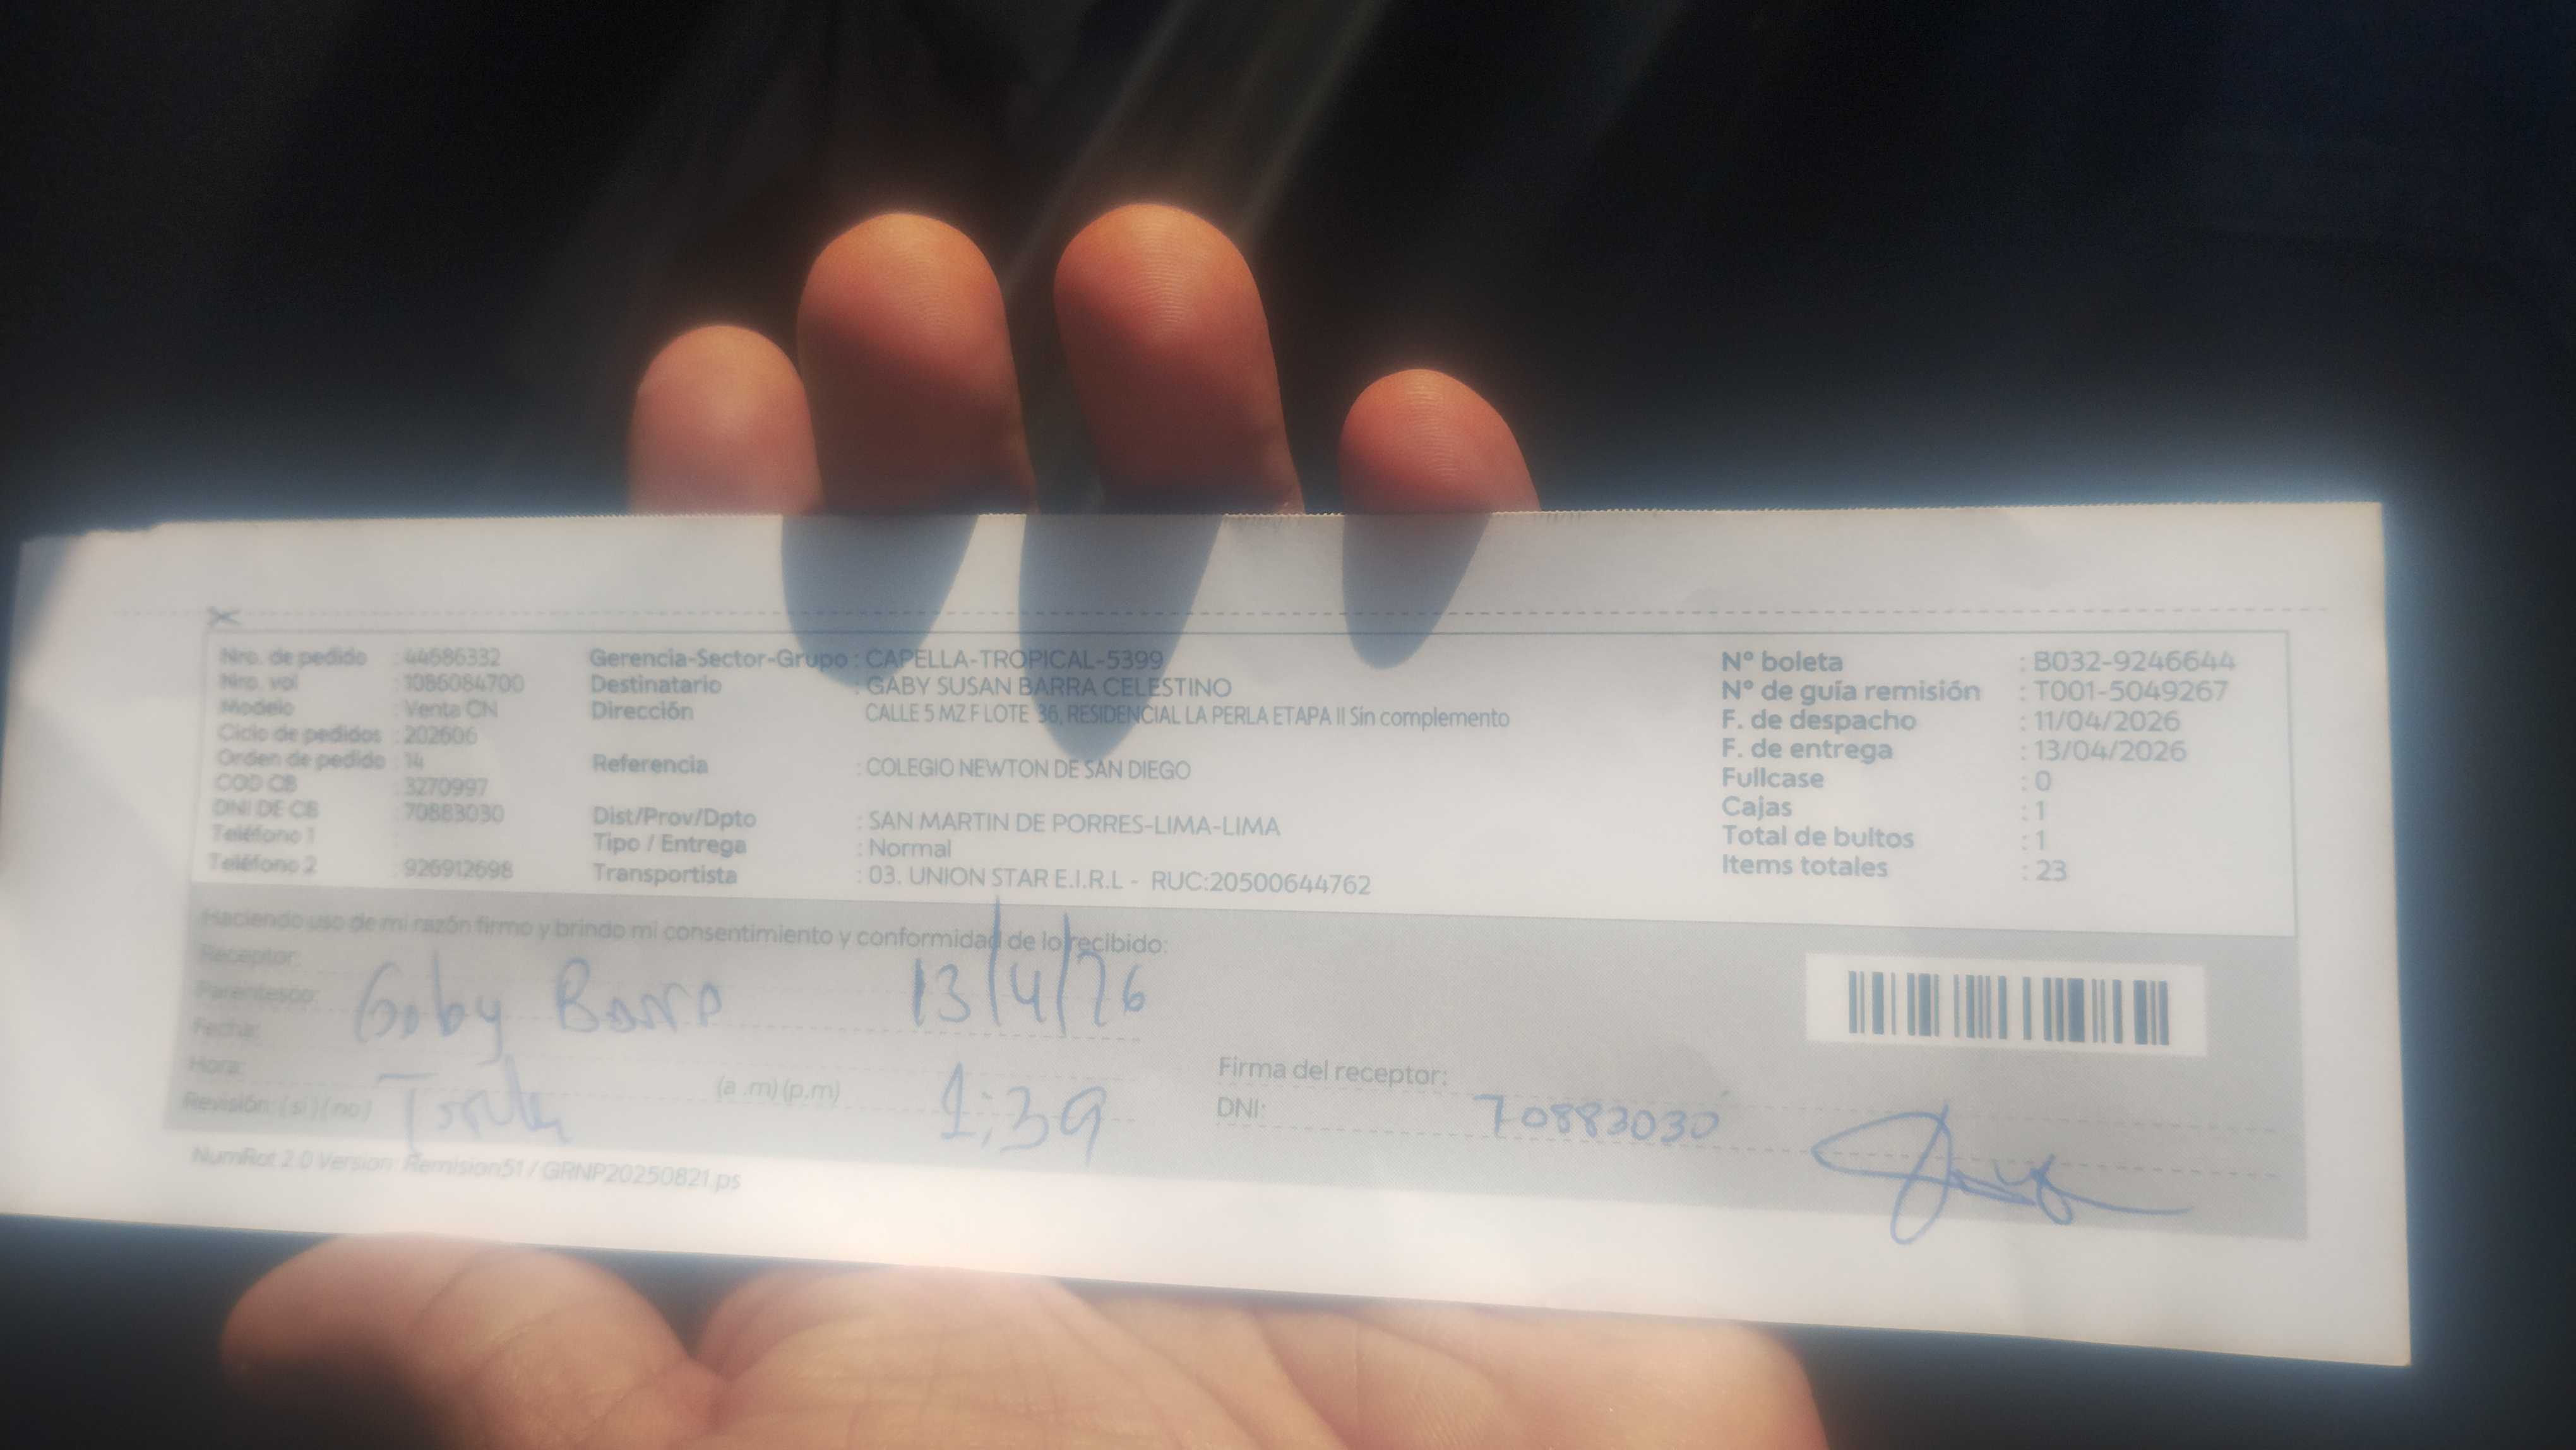 Nro. de pedido : 44686332
Nro. vol : 1086084700
Modelo : Venta CN
Ciclo de pedidos : 202606
Orden de pedido : 14
COD CB : 3270997
DNI DE CB : 70883030
Teléfono 1 :
Teléfono 2 : 926912698
Gerencia-Sector-Grupo : CAPELLA-TROPICAL-5399
Destinatario : GABY SUSAN BARRA CELESTINO
Dirección CALLE 5 MZ F LOTE 36, RESIDENCIAL LA PERLA ETAPA II Sin complemento
Referencia : COLEGIO NEWTON DE SAN DIEGO
Dist/Prov/Dpto : SAN MARTIN DE PORRES-LIMA-LIMA
Tipo / Entrega : Normal
Transportista : 03. UNION STAR E.I.R.L - RUC:20500644762
N° boleta : B032-9246644
N° de guía remisión : T001-5049267
F. de despacho : 11/04/2026
F. de entrega : 13/04/2026
Fullcase : 0
Cajas : 1
Total de bultos : 1
Items totales : 23
Haciendo uso de mi razón firmo y brindo mi consentimiento y conformidad de lo recibido:
Receptor:
Parentesco: Gaby Barra 13/4/26
Fecha:
Hora: (a .m) (p.m) 1:39
Revisión: ( si ) ( no )
Firma del receptor:
DNI: 70883030
NumRot 2.0 Version: Remision51 / GRNP20250821.ps